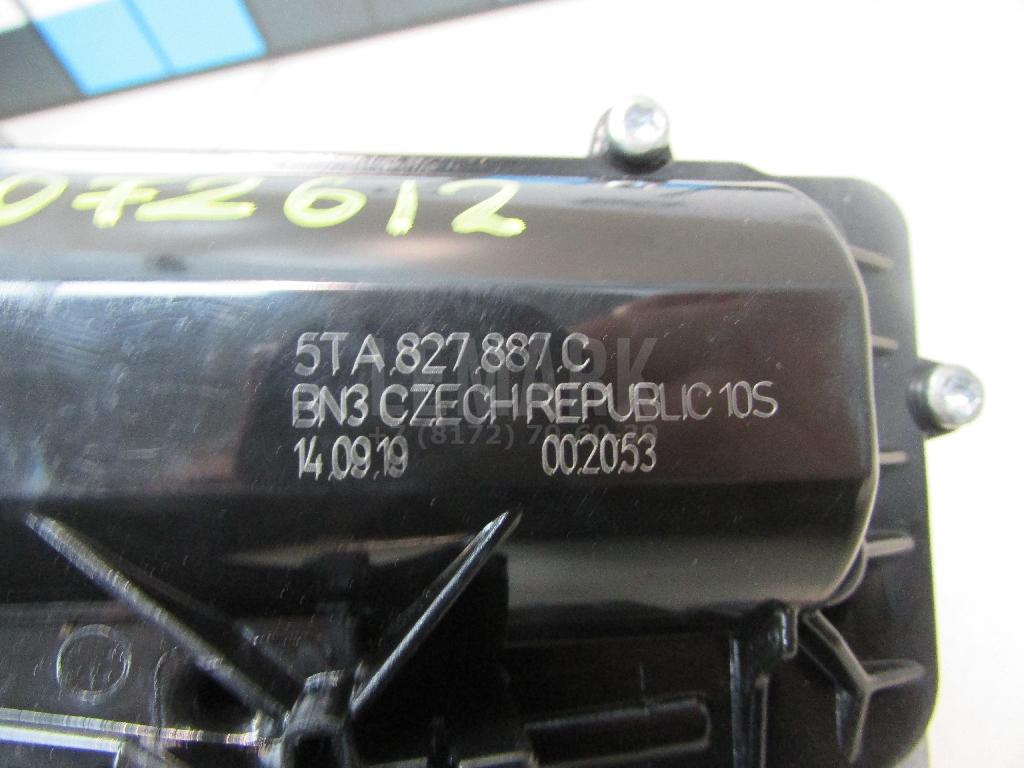 072612
5TA.827.887.C
BN3 CZECH REPUBLIC 10S
14.09.19 002053